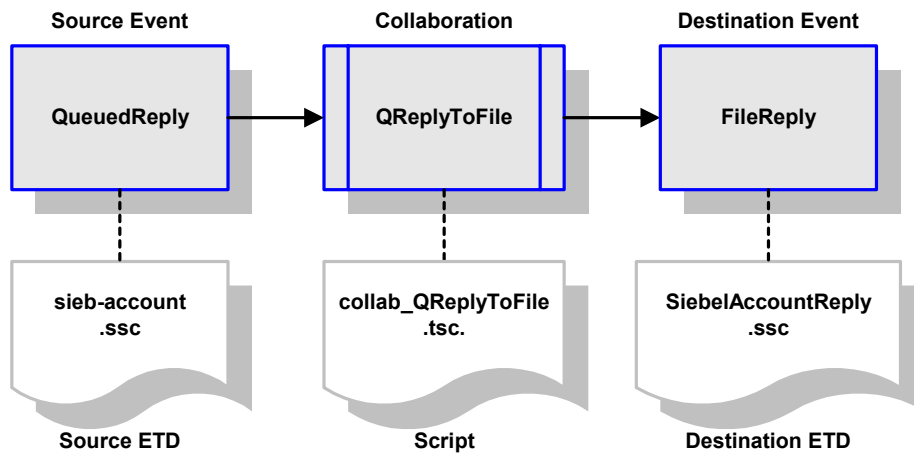 Source Event
Collaboration
Destination Event
QueuedReply
QReplyToFile
FileReply
sieb-account
.ssc
collab_QReplyToFile
.tsc.
SiebelAccountReply
.ssc
Source ETD
Script
Destination ETD